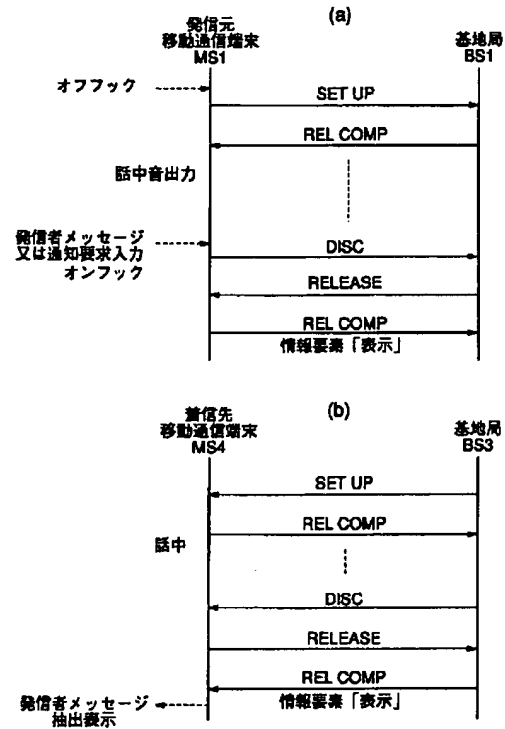 (a)
発信元
移動通信端末
MS1
基地局
BS1
オフフック
SET UP
REL COMP
話中音出力
発信者メッセージ
又は通知要求入力
オンフック
DISC
RELEASE
REL COMP
情報要素「表示」
(b)
着信先
移動通信端末
MS4
基地局
BS3
SET UP
REL COMP
話中
DISC
RELEASE
REL COMP
情報要素「表示」
発信者メッセージ
抽出表示